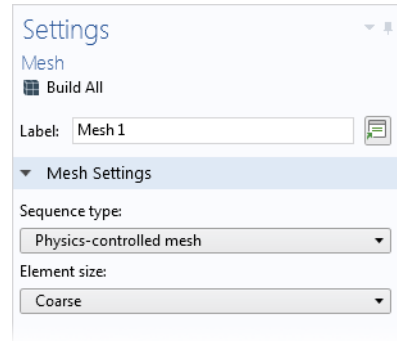 Settings
Mesh
Build All
Label: Mesh 1
Mesh Settings
Sequence type:
Physics-controlled mesh
Element size:
Coarse